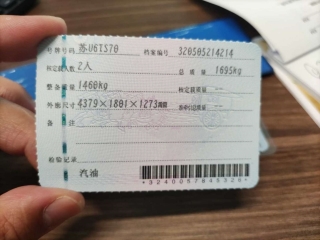 号牌号码 苏U6TS70 档案编号 320505214214
核定载人数 2人 总质量 1695kg
整备质量 1460kg 核定载质量 --
外廓尺寸 4379×1801×1273mm 准牵引总质量 --
备注
检验记录
汽油